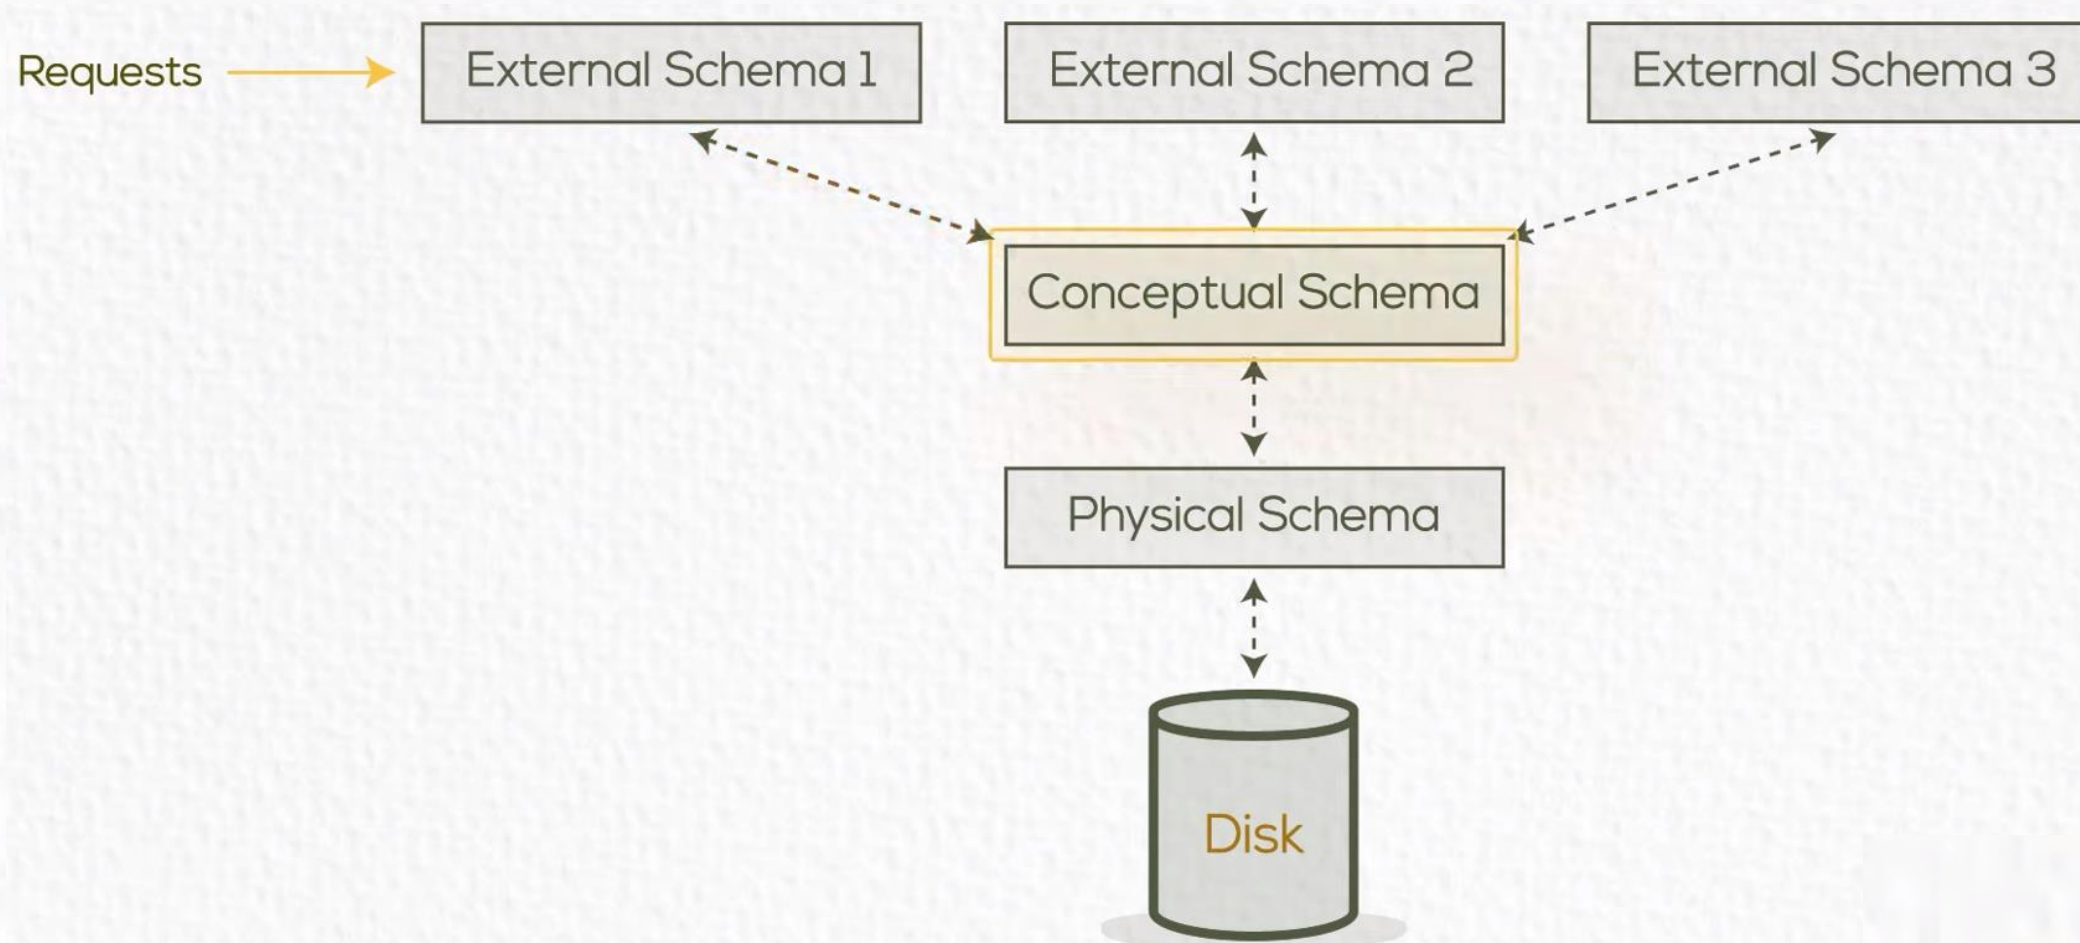 Requests
External Schema 1
External Schema 2
External Schema 3
Conceptual Schema
Physical Schema
Disk